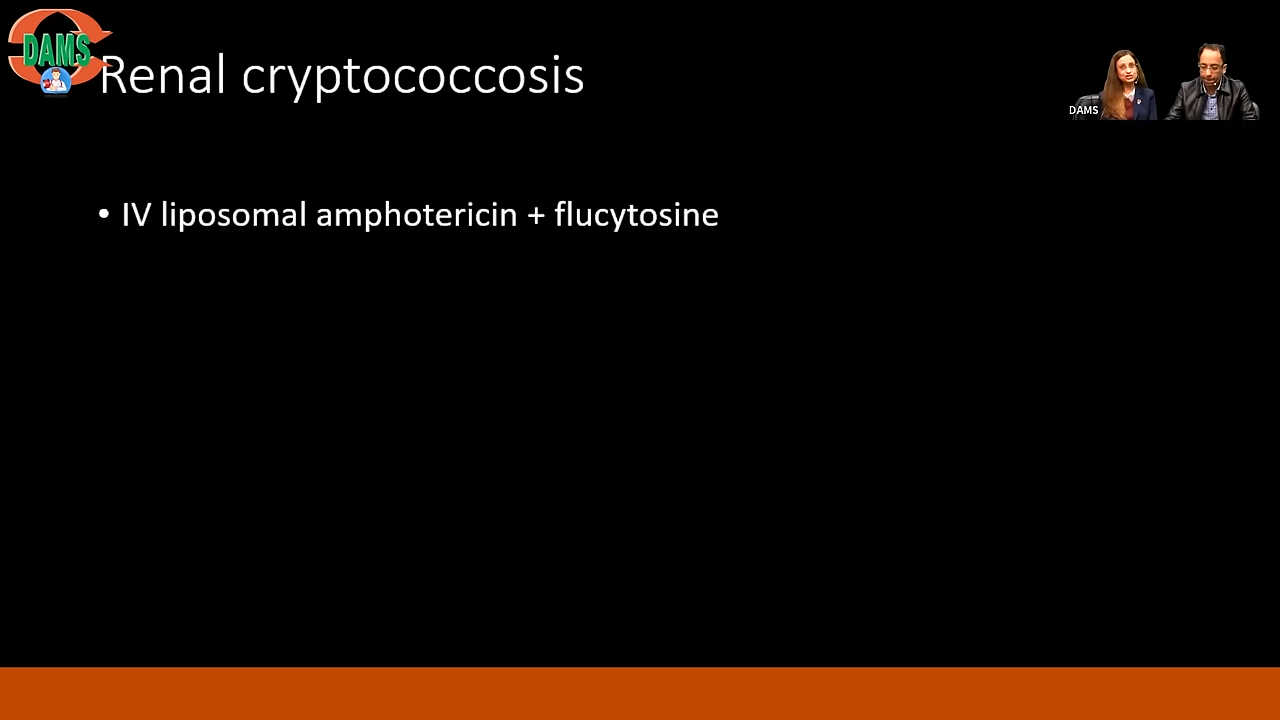 DAMS
Renal cryptococcosis
DAMS
• IV liposomal amphotericin + flucytosine